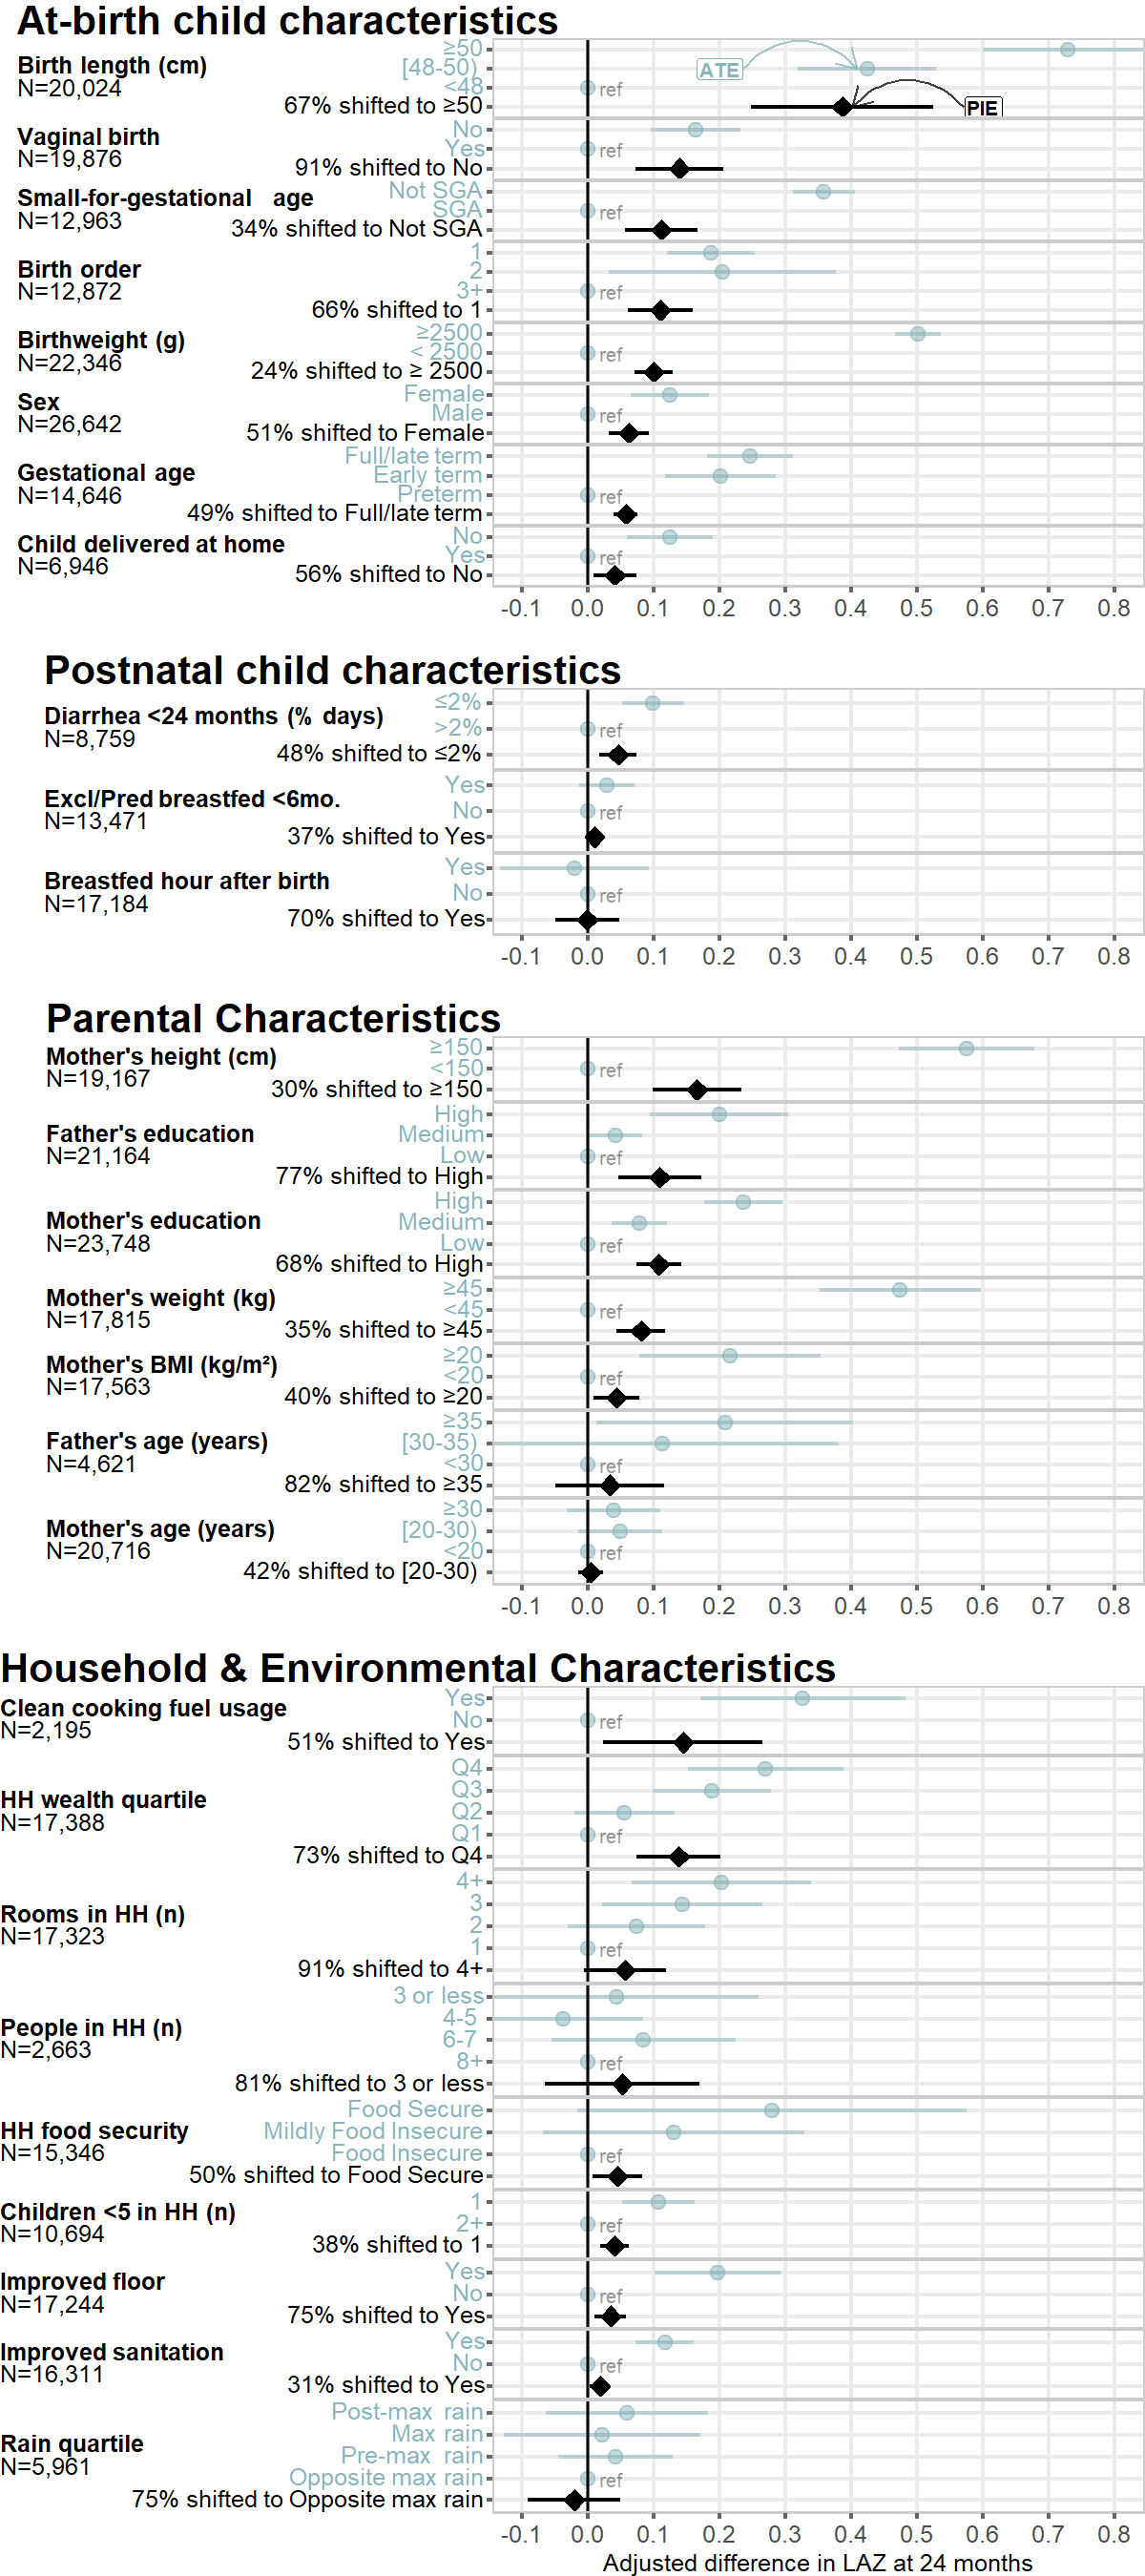 At-birth child characteristics
Birth length (cm)
N=20,024
≥50
[48-50)
<48
67% shifted to ≥50
ATE
ref
PIE
Vaginal birth
N=19,876
No
Yes
91% shifted to No
ref
Small-for-gestational age
N=12,963
Not SGA
SGA
34% shifted to Not SGA
ref
Birth order
N=12,872
1
2
3+
66% shifted to 1
ref
Birthweight (g)
N=22,346
≥2500
< 2500
24% shifted to ≥ 2500
ref
Sex
N=26,642
Female
Male
51% shifted to Female
ref
Gestational age
N=14,646
Full/late term
Early term
Preterm
49% shifted to Full/late term
ref
Child delivered at home
N=6,946
No
Yes
56% shifted to No
ref
-0.1 0.0 0.1 0.2 0.3 0.4 0.5 0.6 0.7 0.8
Postnatal child characteristics
Diarrhea <24 months (% days)
N=8,759
≤2%
>2%
48% shifted to ≤2%
ref
Excl/Pred breastfed <6mo.
N=13,471
Yes
No
37% shifted to Yes
ref
Breastfed hour after birth
N=17,184
Yes
No
70% shifted to Yes
ref
-0.1 0.0 0.1 0.2 0.3 0.4 0.5 0.6 0.7 0.8
Parental Characteristics
Mother's height (cm)
N=19,167
≥150
<150
30% shifted to ≥150
ref
Father's education
N=21,164
High
Medium
Low
77% shifted to High
ref
Mother's education
N=23,748
High
Medium
Low
68% shifted to High
ref
Mother's weight (kg)
N=17,815
≥45
<45
35% shifted to ≥45
ref
Mother's BMI (kg/m²)
N=17,563
≥20
<20
40% shifted to ≥20
ref
Father's age (years)
N=4,621
≥35
[30-35)
<30
82% shifted to ≥35
ref
Mother's age (years)
N=20,716
≥30
[20-30)
<20
42% shifted to [20-30)
ref
-0.1 0.0 0.1 0.2 0.3 0.4 0.5 0.6 0.7 0.8
Household & Environmental Characteristics
Clean cooking fuel usage
N=2,195
Yes
No
51% shifted to Yes
ref
HH wealth quartile
N=17,388
Q4
Q3
Q2
Q1
73% shifted to Q4
ref
Rooms in HH (n)
N=17,323
4+
3
2
1
91% shifted to 4+
ref
People in HH (n)
N=2,663
3 or less
4-5
6-7
8+
81% shifted to 3 or less
ref
HH food security
N=15,346
Food Secure
Mildly Food Insecure
Food Insecure
50% shifted to Food Secure
ref
Children <5 in HH (n)
N=10,694
1
2+
38% shifted to 1
ref
Improved floor
N=17,244
Yes
No
75% shifted to Yes
ref
Improved sanitation
N=16,311
Yes
No
31% shifted to Yes
ref
Rain quartile
N=5,961
Post-max rain
Max rain
Pre-max rain
Opposite max rain
75% shifted to Opposite max rain
ref
-0.1 0.0 0.1 0.2 0.3 0.4 0.5 0.6 0.7 0.8
Adjusted difference in LAZ at 24 months